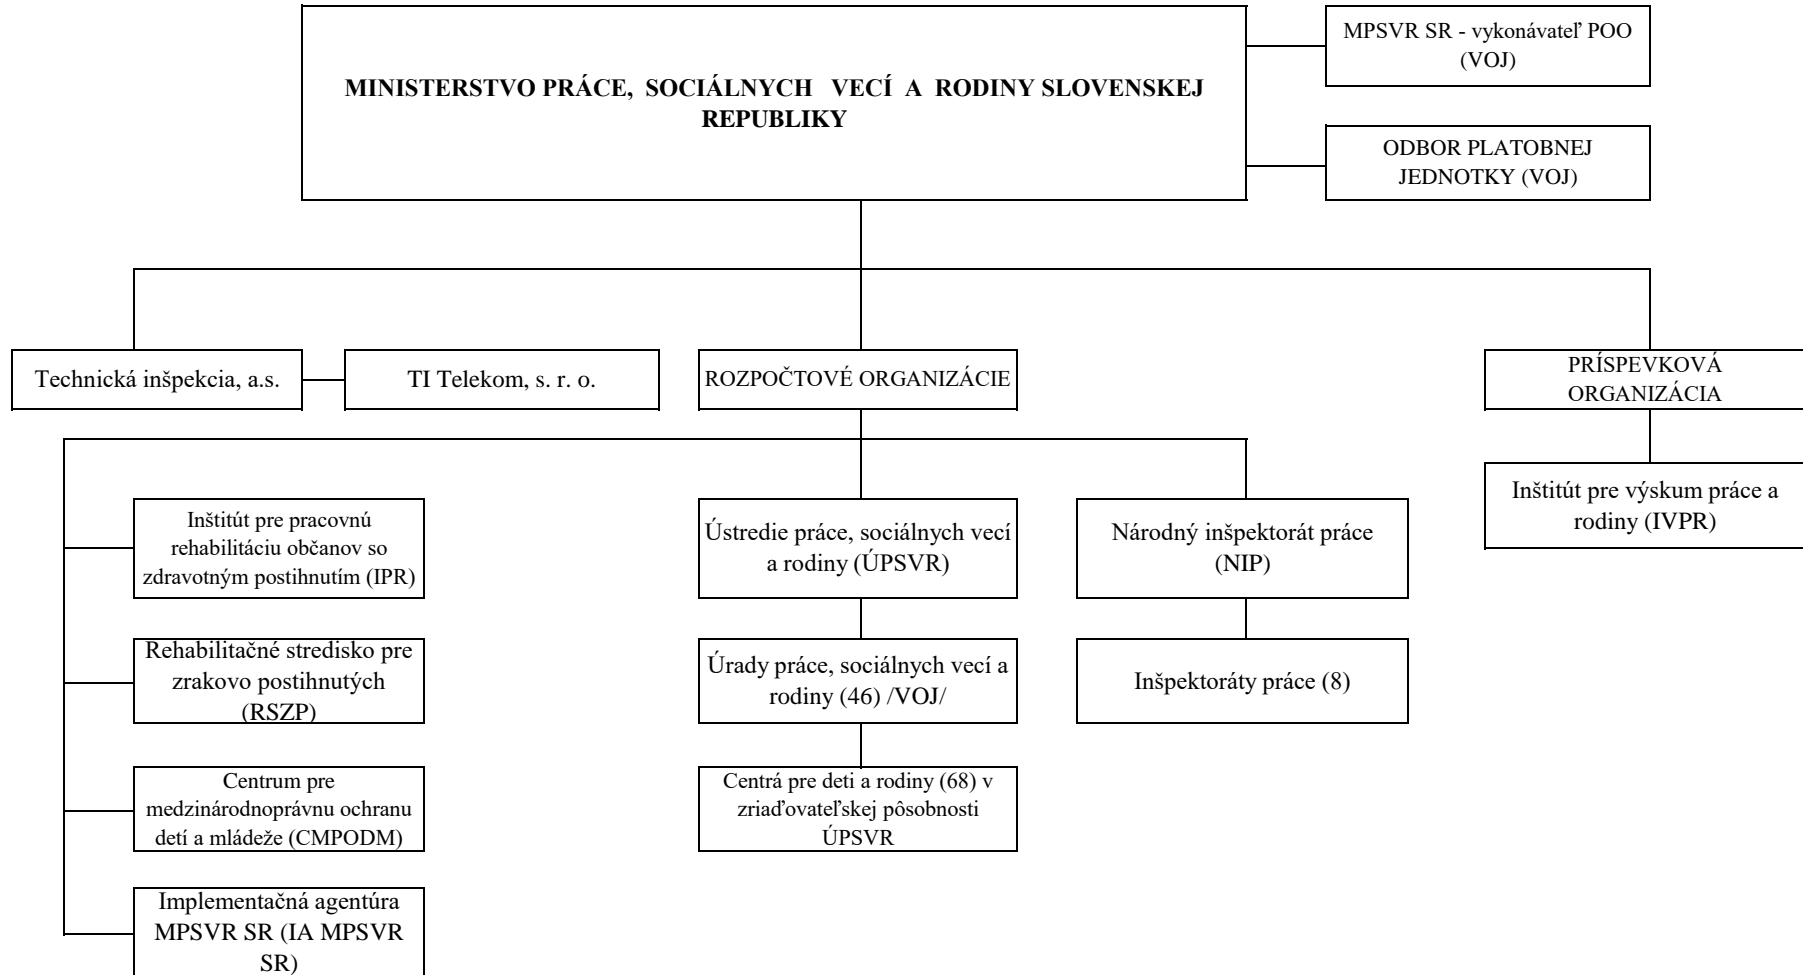 MINISTERSTVO PRÁCE, SOCIÁLNYCH VECÍ A RODINY SLOVENSKEJ
REPUBLIKY
MPSVR SR - vykonávateľ POO
(VOJ)
ODBOR PLATOBNEJ
JEDNOTKY (VOJ)
Technická inšpekcia, a.s.
TI Telekom, s. r. o.
ROZPOČTOVÉ ORGANIZÁCIE
PRÍSPEVKOVÁ
ORGANIZÁCIA
Inštitút pre výskum práce a
rodiny (IVPR)
Inštitút pre pracovnú
rehabilitáciu občanov so
zdravotným postihnutím (IPR)
Ústredie práce, sociálnych vecí
a rodiny (ÚPSVR)
Národný inšpektorát práce
(NIP)
Rehabilitačné stredisko pre
zrakovo postihnutých
(RSZP)
Úrady práce, sociálnych vecí a
rodiny (46) /VOJ/
Inšpektoráty práce (8)
Centrum pre
medzinárodnoprávnu ochranu
detí a mládeže (CMPODM)
Centrá pre deti a rodiny (68) v
zriaďovateľskej pôsobnosti
ÚPSVR
Implementačná agentúra
MPSVR SR (IA MPSVR
SR)